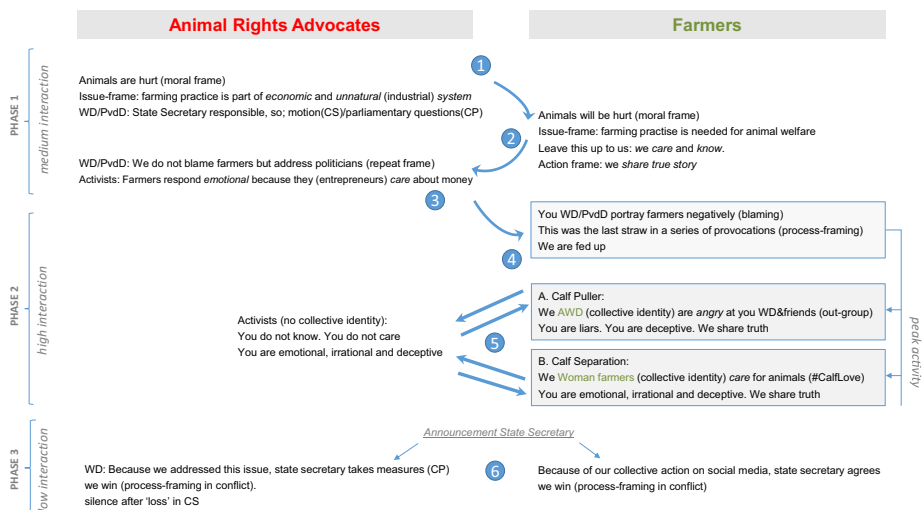 Animal Rights Advocates
Farmers
PHASE 1
medium interaction
1
Animals are hurt (moral frame)
Issue-frame: farming practice is part of economic and unnatural (industrial) system
WD/PvdD: State Secretary responsible, so; motion(CS)/parliamentary questions(CP)
Animals will be hurt (moral frame)
Issue-frame: farming practise is needed for animal welfare
Leave this up to us: we care and know.
Action frame: we share true story
2
WD/PvdD: We do not blame farmers but address politicians (repeat frame)
Activists: Farmers respond emotional because they (entrepreneurs) care about money
3
PHASE 2
high interaction
You WD/PvdD portray farmers negatively (blaming)
This was the last straw in a series of provocations (process-framing)
We are fed up
4
A. Calf Puller:
We AWD (collective identity) are angry at you WD&friends (out-group)
You are liars. You are deceptive. We share truth
Activists (no collective identity):
You do not know. You do not care
You are emotional, irrational and deceptive
5
B. Calf Separation:
We Woman farmers (collective identity) care for animals (#CalfLove)
You are emotional, irrational and deceptive. We share truth
peak activity
PHASE 3
low interaction
Announcement State Secretary
6
WD: Because we addressed this issue, state secretary takes measures (CP)
we win (process-framing in conflict).
silence after ‘loss’ in CS
Because of our collective action on social media, state secretary agrees
we win (process-framing in conflict)